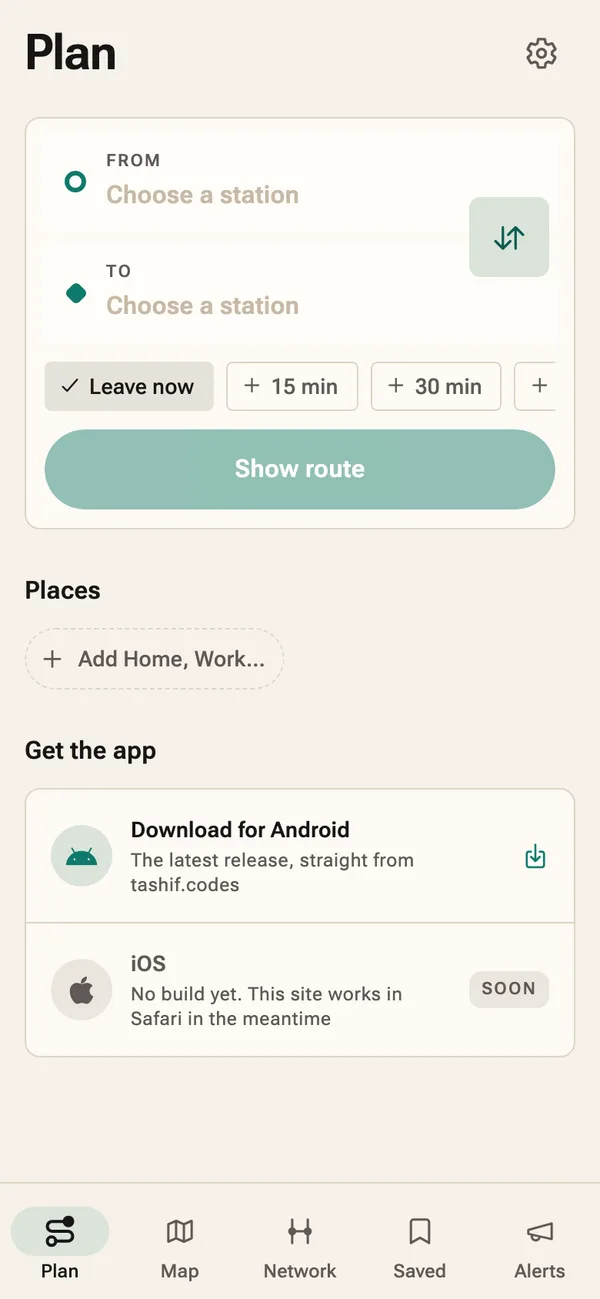 Plan
FROM
Choose a station
TO
Choose a station
Leave now
+ 15 min
+ 30 min
+
Show route
Places
+ Add Home, Work...
Get the app
Download for Android
The latest release, straight from
tashif.codes
iOS
No build yet. This site works in
Safari in the meantime
SOON
Plan
Map
Network
Saved
Alerts